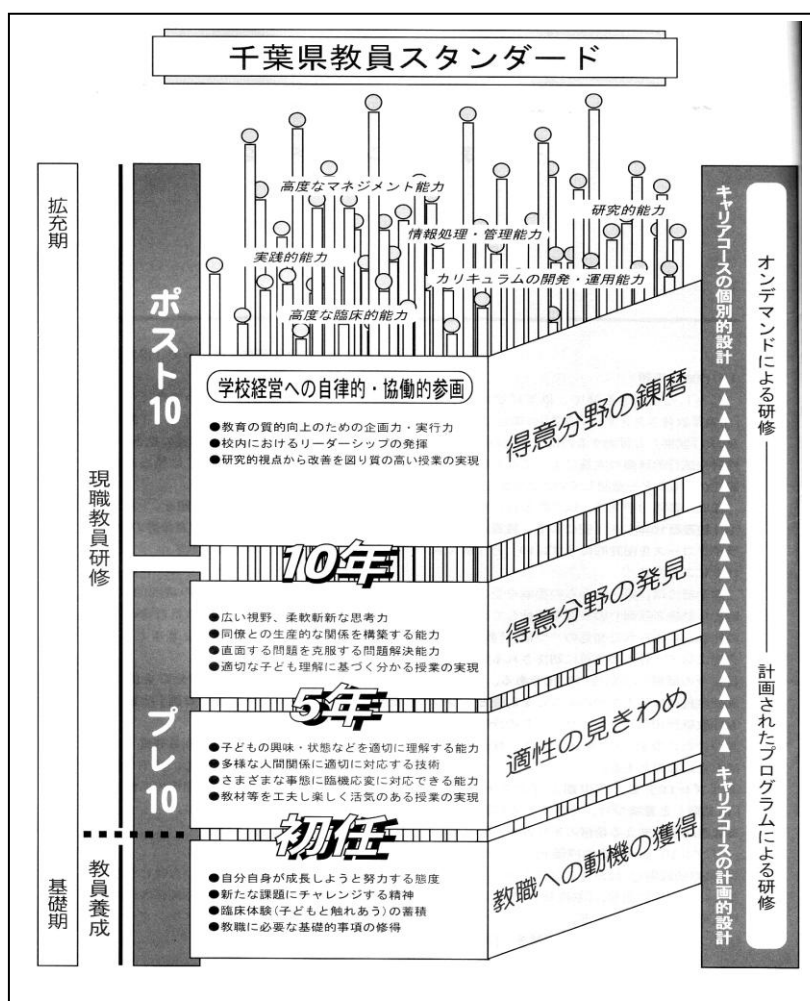 千葉県教員スタンダード
拡充期
基礎期
現職教員研修
教員養成
ポスト10
プレ10
高度なマネジメント能力
研究的能力
情報処理・管理能力
実践的能力
カリキュラムの開発・運用能力
高度な臨床的能力
学校経営への自律的・協働的参画
●教育の質的向上のための企画力・実行力
●校内におけるリーダーシップの発揮
●研究的視点から改善を図り質の高い授業の実現
得意分野の錬磨
10年
●広い視野、柔軟斬新な思考力
●同僚との生産的な関係を構築する能力
●直面する問題を克服する問題解決能力
●適切な子ども理解に基づく分かる授業の実現
得意分野の発見
5年
●子どもの興味・状態などを適切に理解する能力
●多様な人間関係に適切に対応する技術
●さまざまな事態に臨機応変に対応できる能力
●教材等を工夫し楽しく活気のある授業の実現
適性の見きわめ
初任
●自分自身が成長しようと努力する態度
●新たな課題にチャレンジする精神
●臨床体験(子どもと触れあう)の蓄積
●教職に必要な基礎的事項の修得
教職への動機の獲得
キャリアコースの個別的設計
キャリアコースの計画的設計
オンデマンドによる研修
計画されたプログラムによる研修